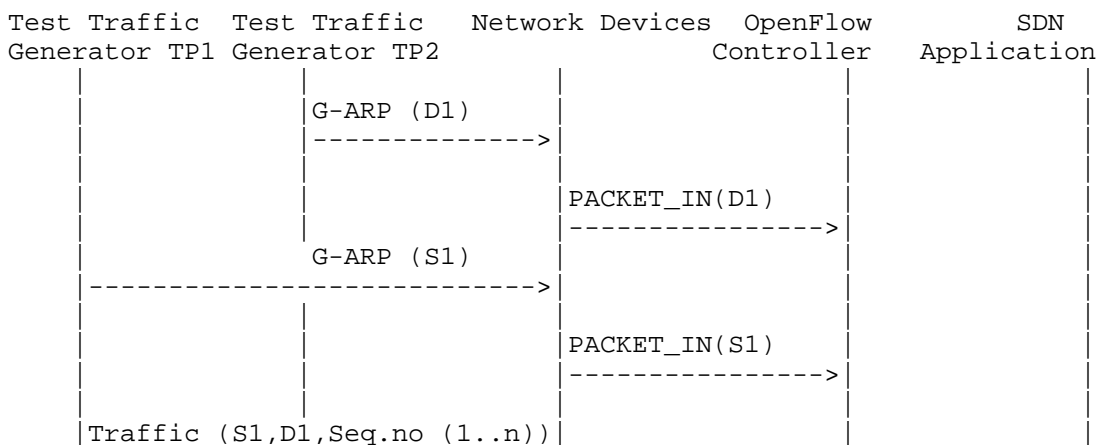 Test Traffic  Test Traffic  Network Devices  OpenFlow         SDN
Generator TP1 Generator TP2                 Controller   Application
    |             |               |                 |              |
    |             |G-ARP (D1)     |                 |              |
    |             |-------------->|                 |              |
    |             |               |                 |              |
    |             |               |PACKET_IN(D1)    |              |
    |             |               |---------------->|              |
    |              G-ARP (S1)     |                 |              |
    |---------------------------->|                 |              |
    |             |               |                 |              |
    |             |               |PACKET_IN(S1)    |              |
    |             |               |---------------->|              |
    |             |               |                 |              |
    |Traffic (S1,D1,Seq.no (1..n))|                 |              |